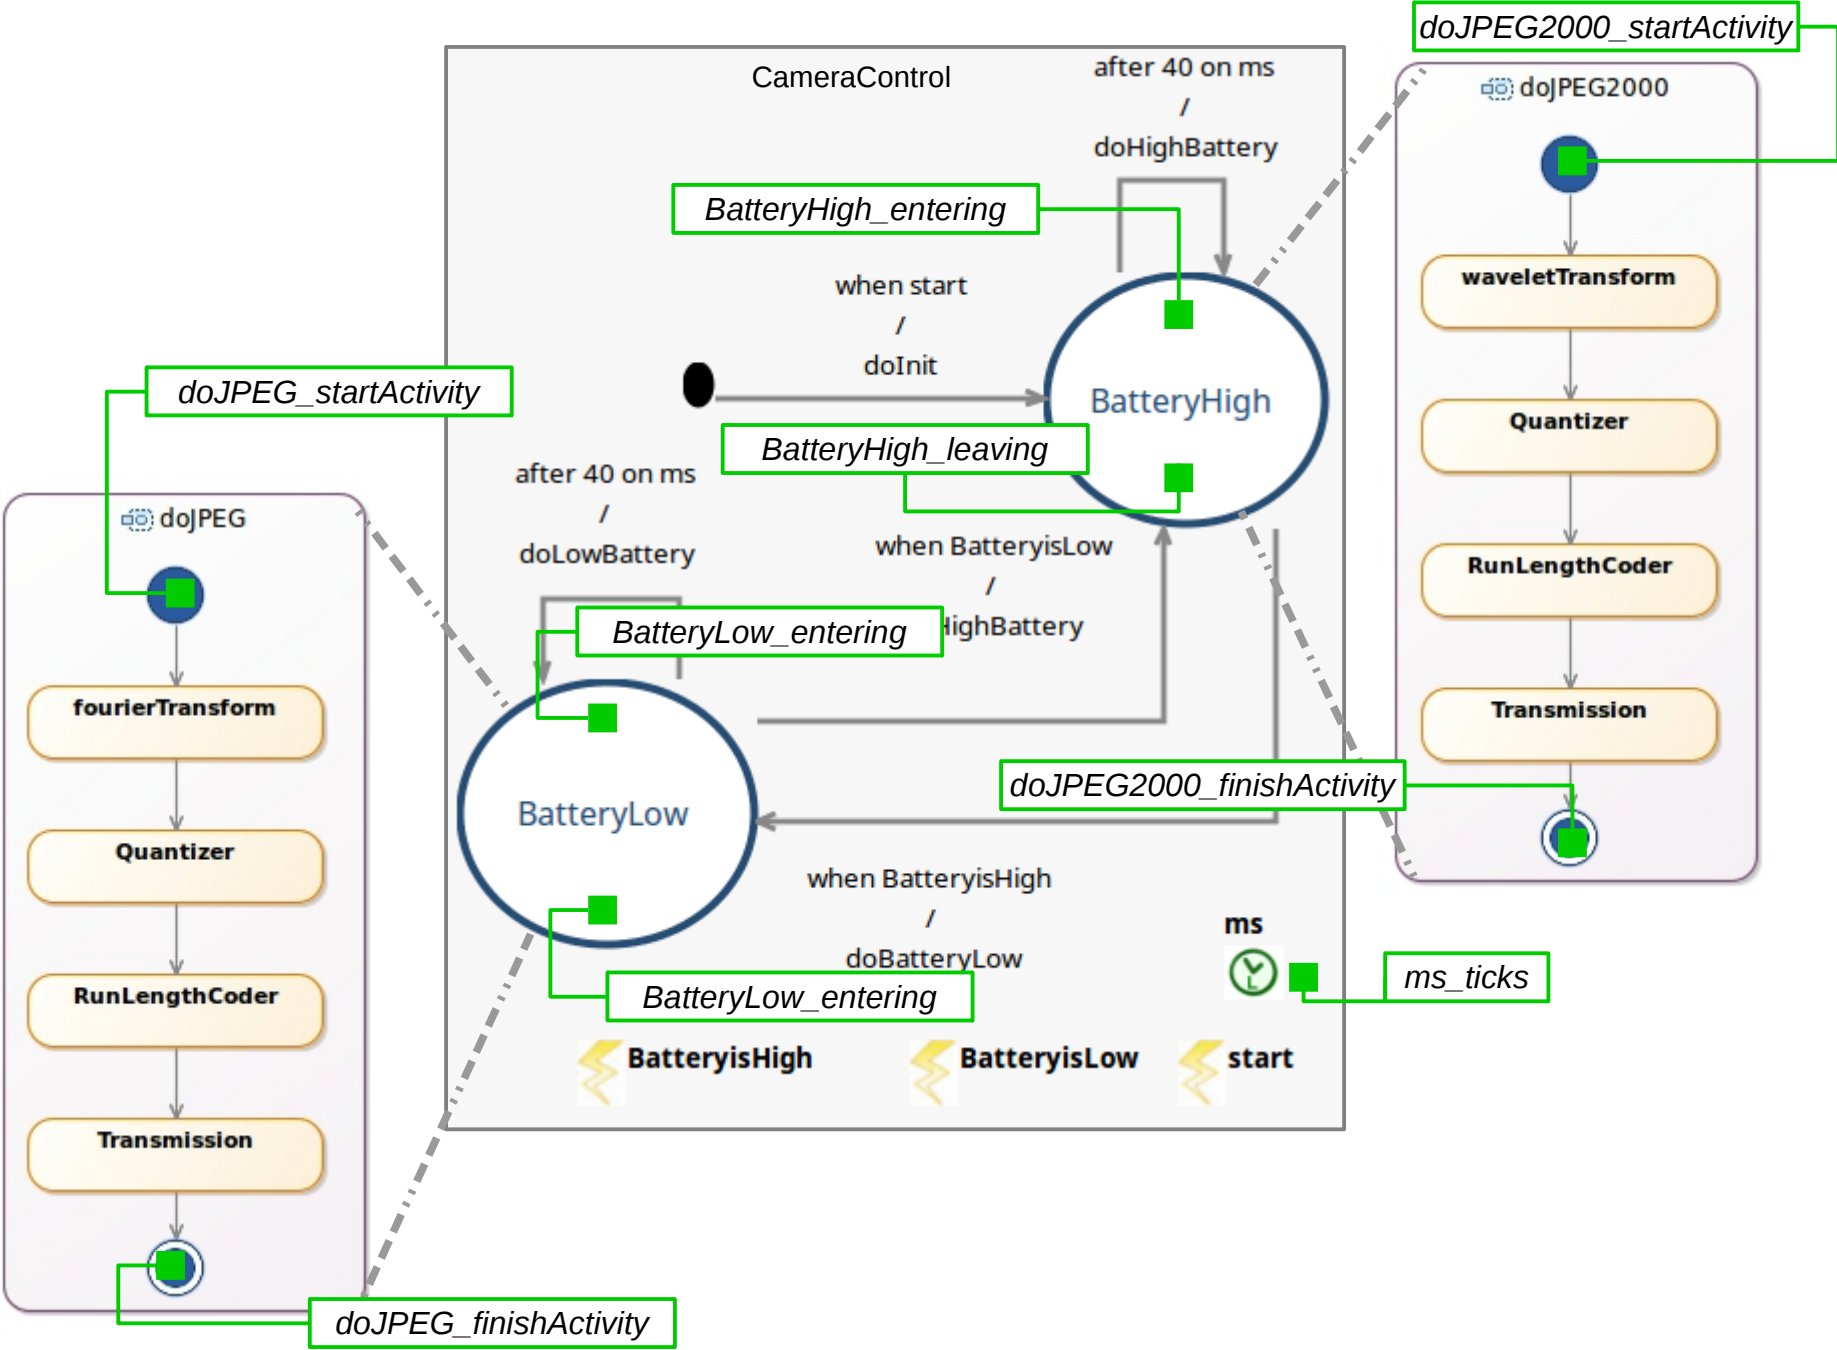 doJPEG2000_startActivity
CameraControl
after 40 on ms
/
doHighBattery
doJPEG2000
BatteryHigh_entering
waveletTransform
when start
/
doInit
doJPEG_startActivity
BatteryHigh
Quantizer
BatteryHigh_leaving
after 40 on ms
/
doLowBattery
doJPEG
when BatteryisLow
/
HighBattery
RunLengthCoder
BatteryLow_entering
fourierTransform
Transmission
doJPEG2000_finishActivity
BatteryLow
Quantizer
when BatteryisHigh
/
doBatteryLow
ms
ms_ticks
RunLengthCoder
BatteryLow_entering
BatteryisHigh
BatteryisLow
start
Transmission
doJPEG_finishActivity